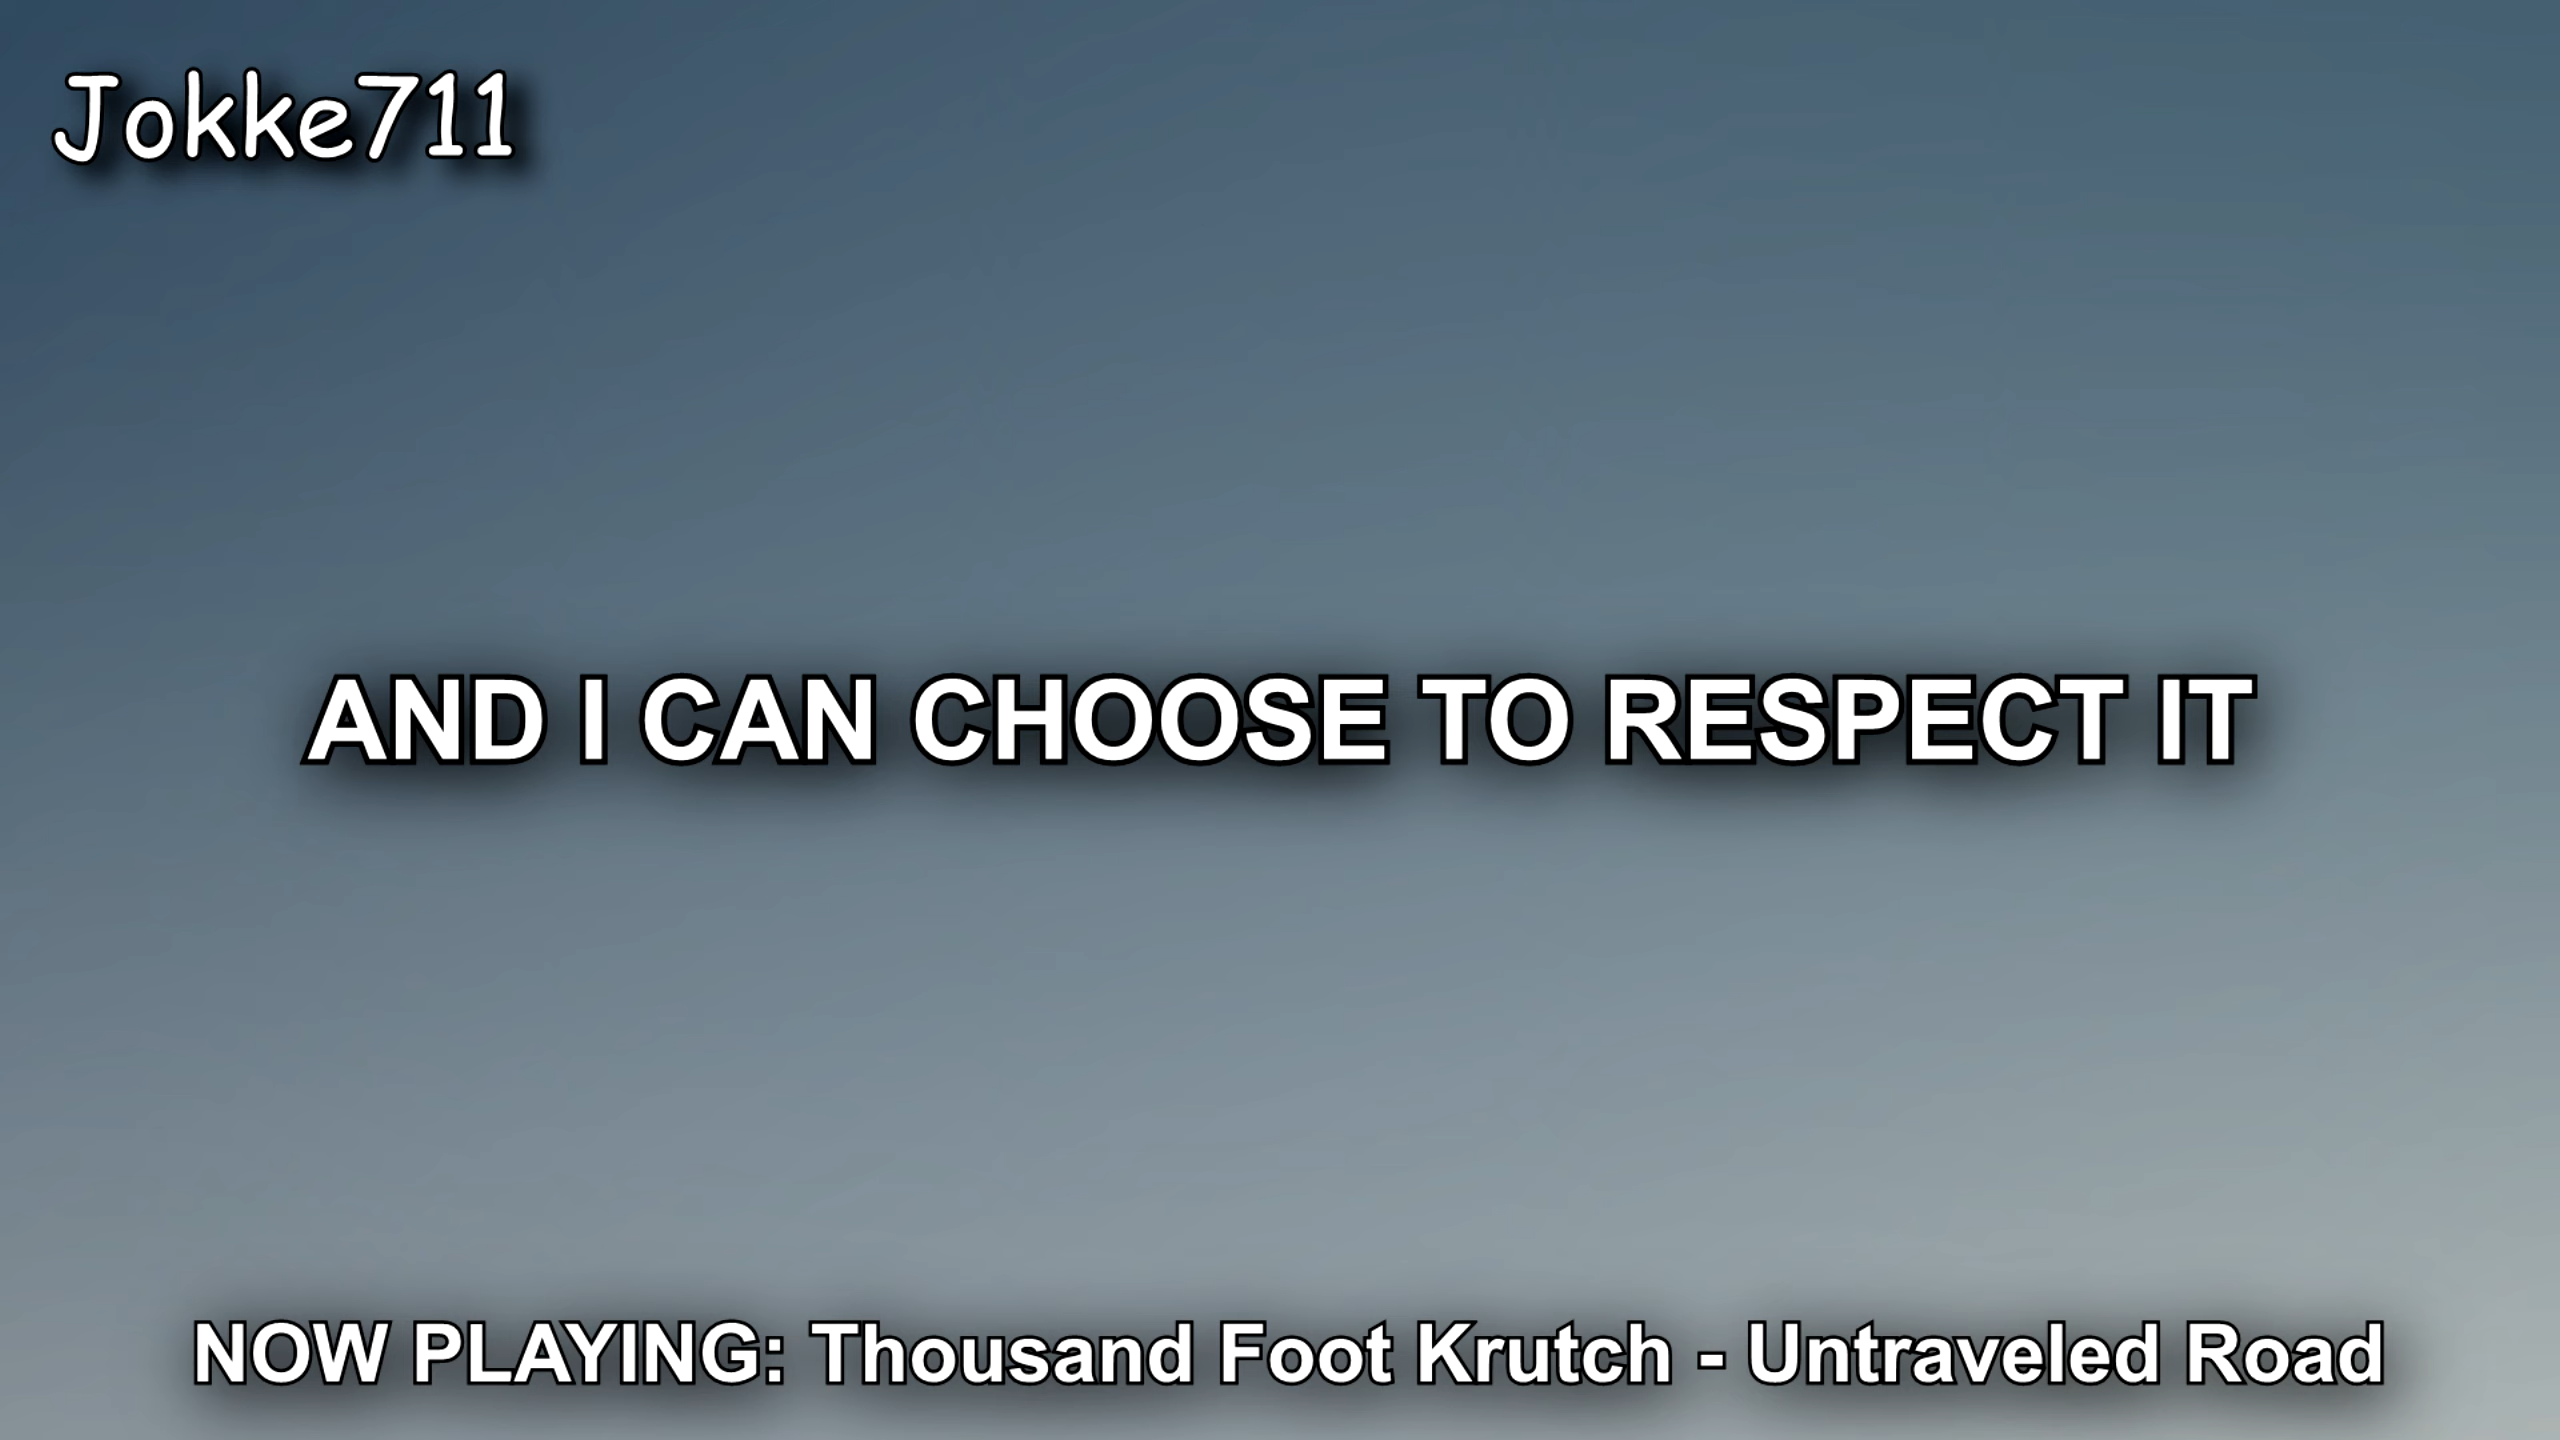 Jokke711
AND I CAN CHOOSE TO RESPECT IT
NOW PLAYING: Thousand Foot Krutch - Untraveled Road